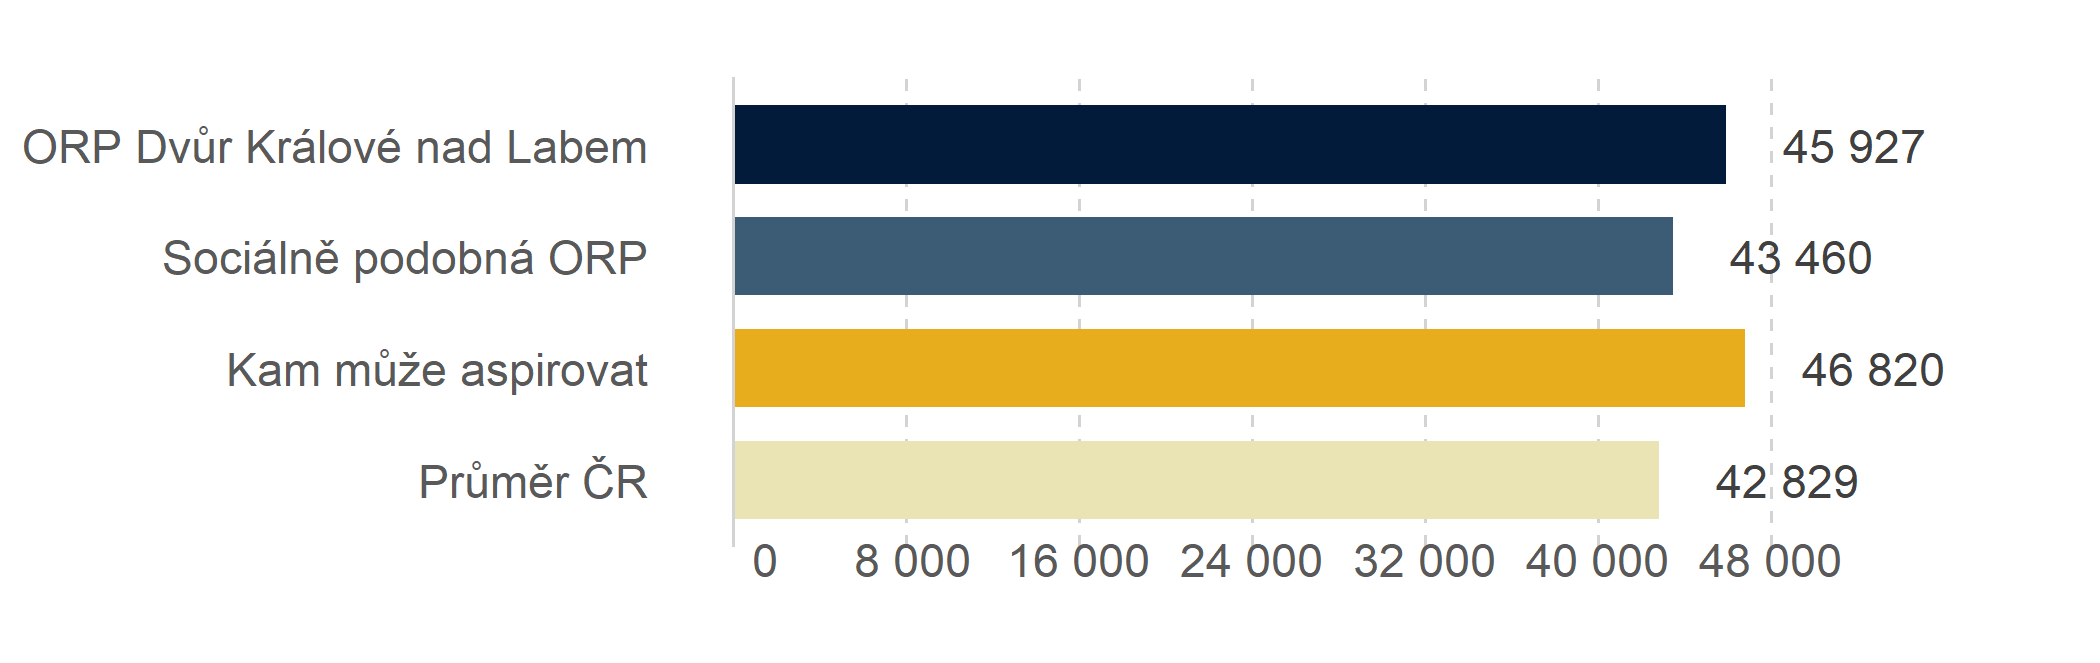 ORP Dvůr Králové nad Labem 45 927
Sociálně podobná ORP 43 460
Kam může aspirovat 46 820
Průměr ČR 42 829
0 8 000 16 000 24 000 32 000 40 000 48 000